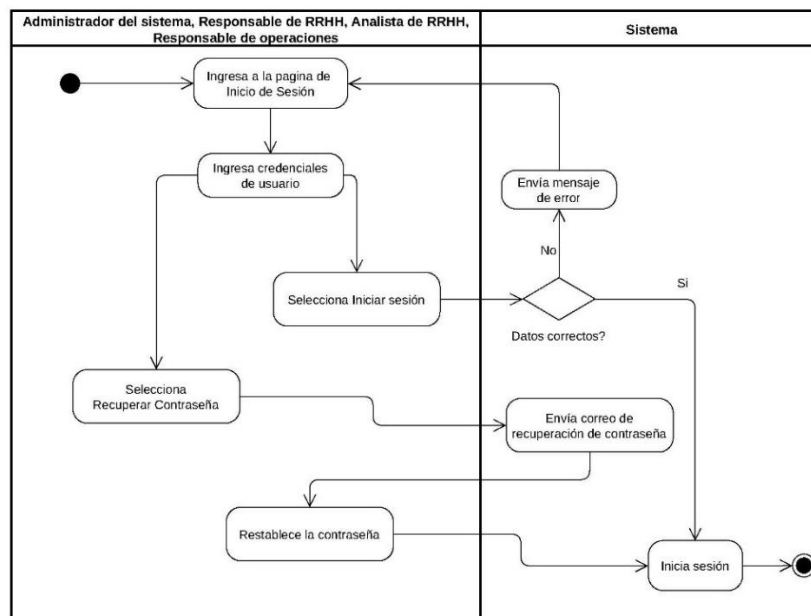 Administrador del sistema, Responsable de RRHH, Analista de RRHH,
Responsable de operaciones
Sistema
Ingresa a la pagina de
Inicio de Sesión
Ingresa credenciales
de usuario
Envía mensaje
de error
No
Si
Selecciona Iniciar sesión
Datos correctos?
Selecciona
Recuperar Contraseña
Envía correo de
recuperación de contraseña
Restablece la contraseña
Inicia sesión